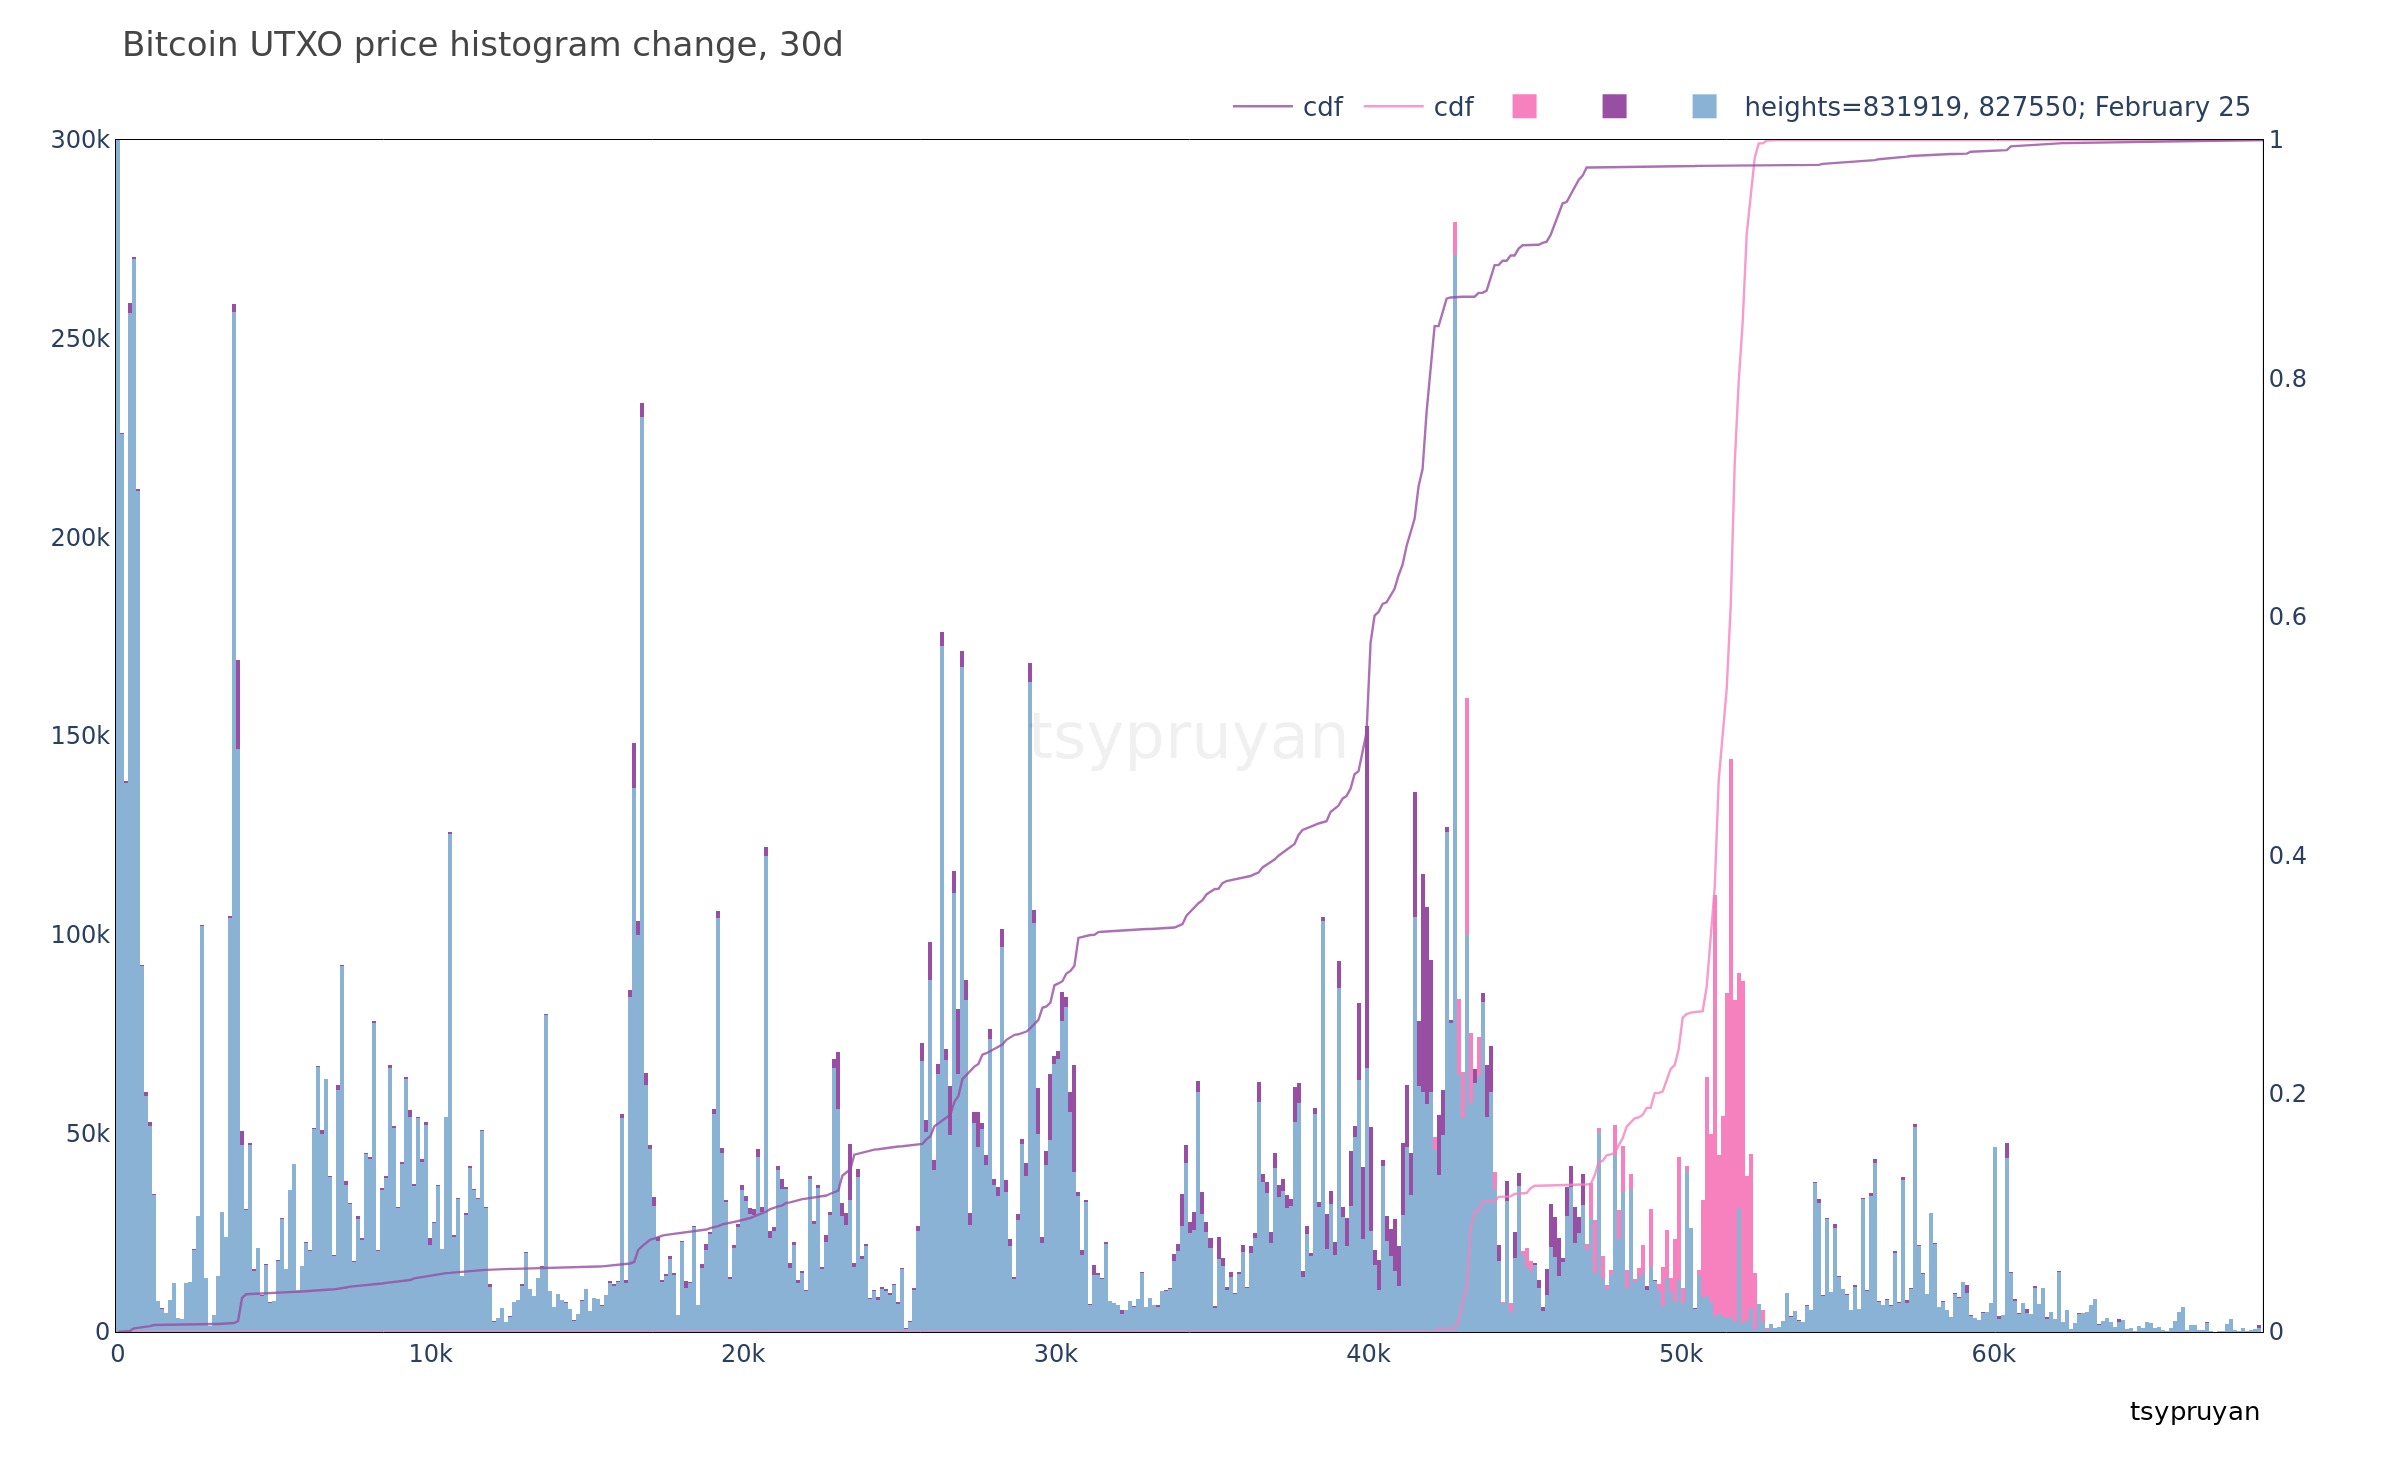 Bitcoin UTXO price histogram change, 30d
cdf cdf heights=831919, 827550; February 25
300k 1
250k
0.8
200k
0.6
150k
tsypruyan
0.4
100k
0.2
50k
0 0
0 10k 20k 30k 40k 50k 60k
tsypruyan